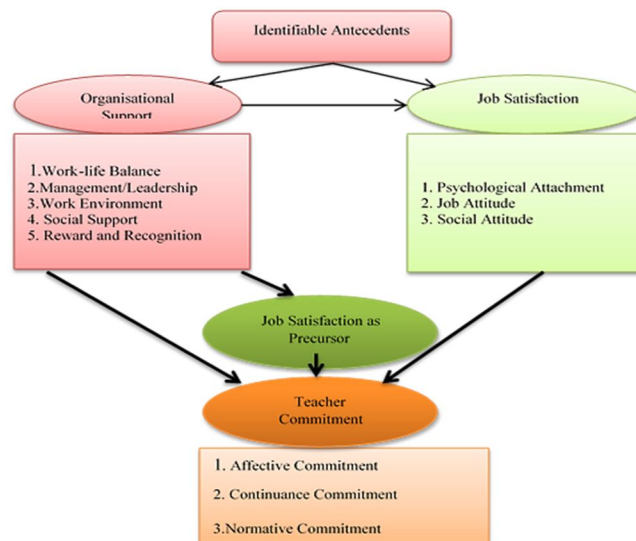 Identifiable Antecedents
Organisational
Support
Job Satisfaction
1.Work-life Balance
2.Management/Leadership
3.Work Environment
4. Social Support
5. Reward and Recognition
1. Psychological Attachment
2. Job Attitude
3. Social Attitude
Job Satisfaction as
Precursor
Teacher
Commitment
1. Affective Commitment
2. Continuance Commitment
3.Normative Commitment